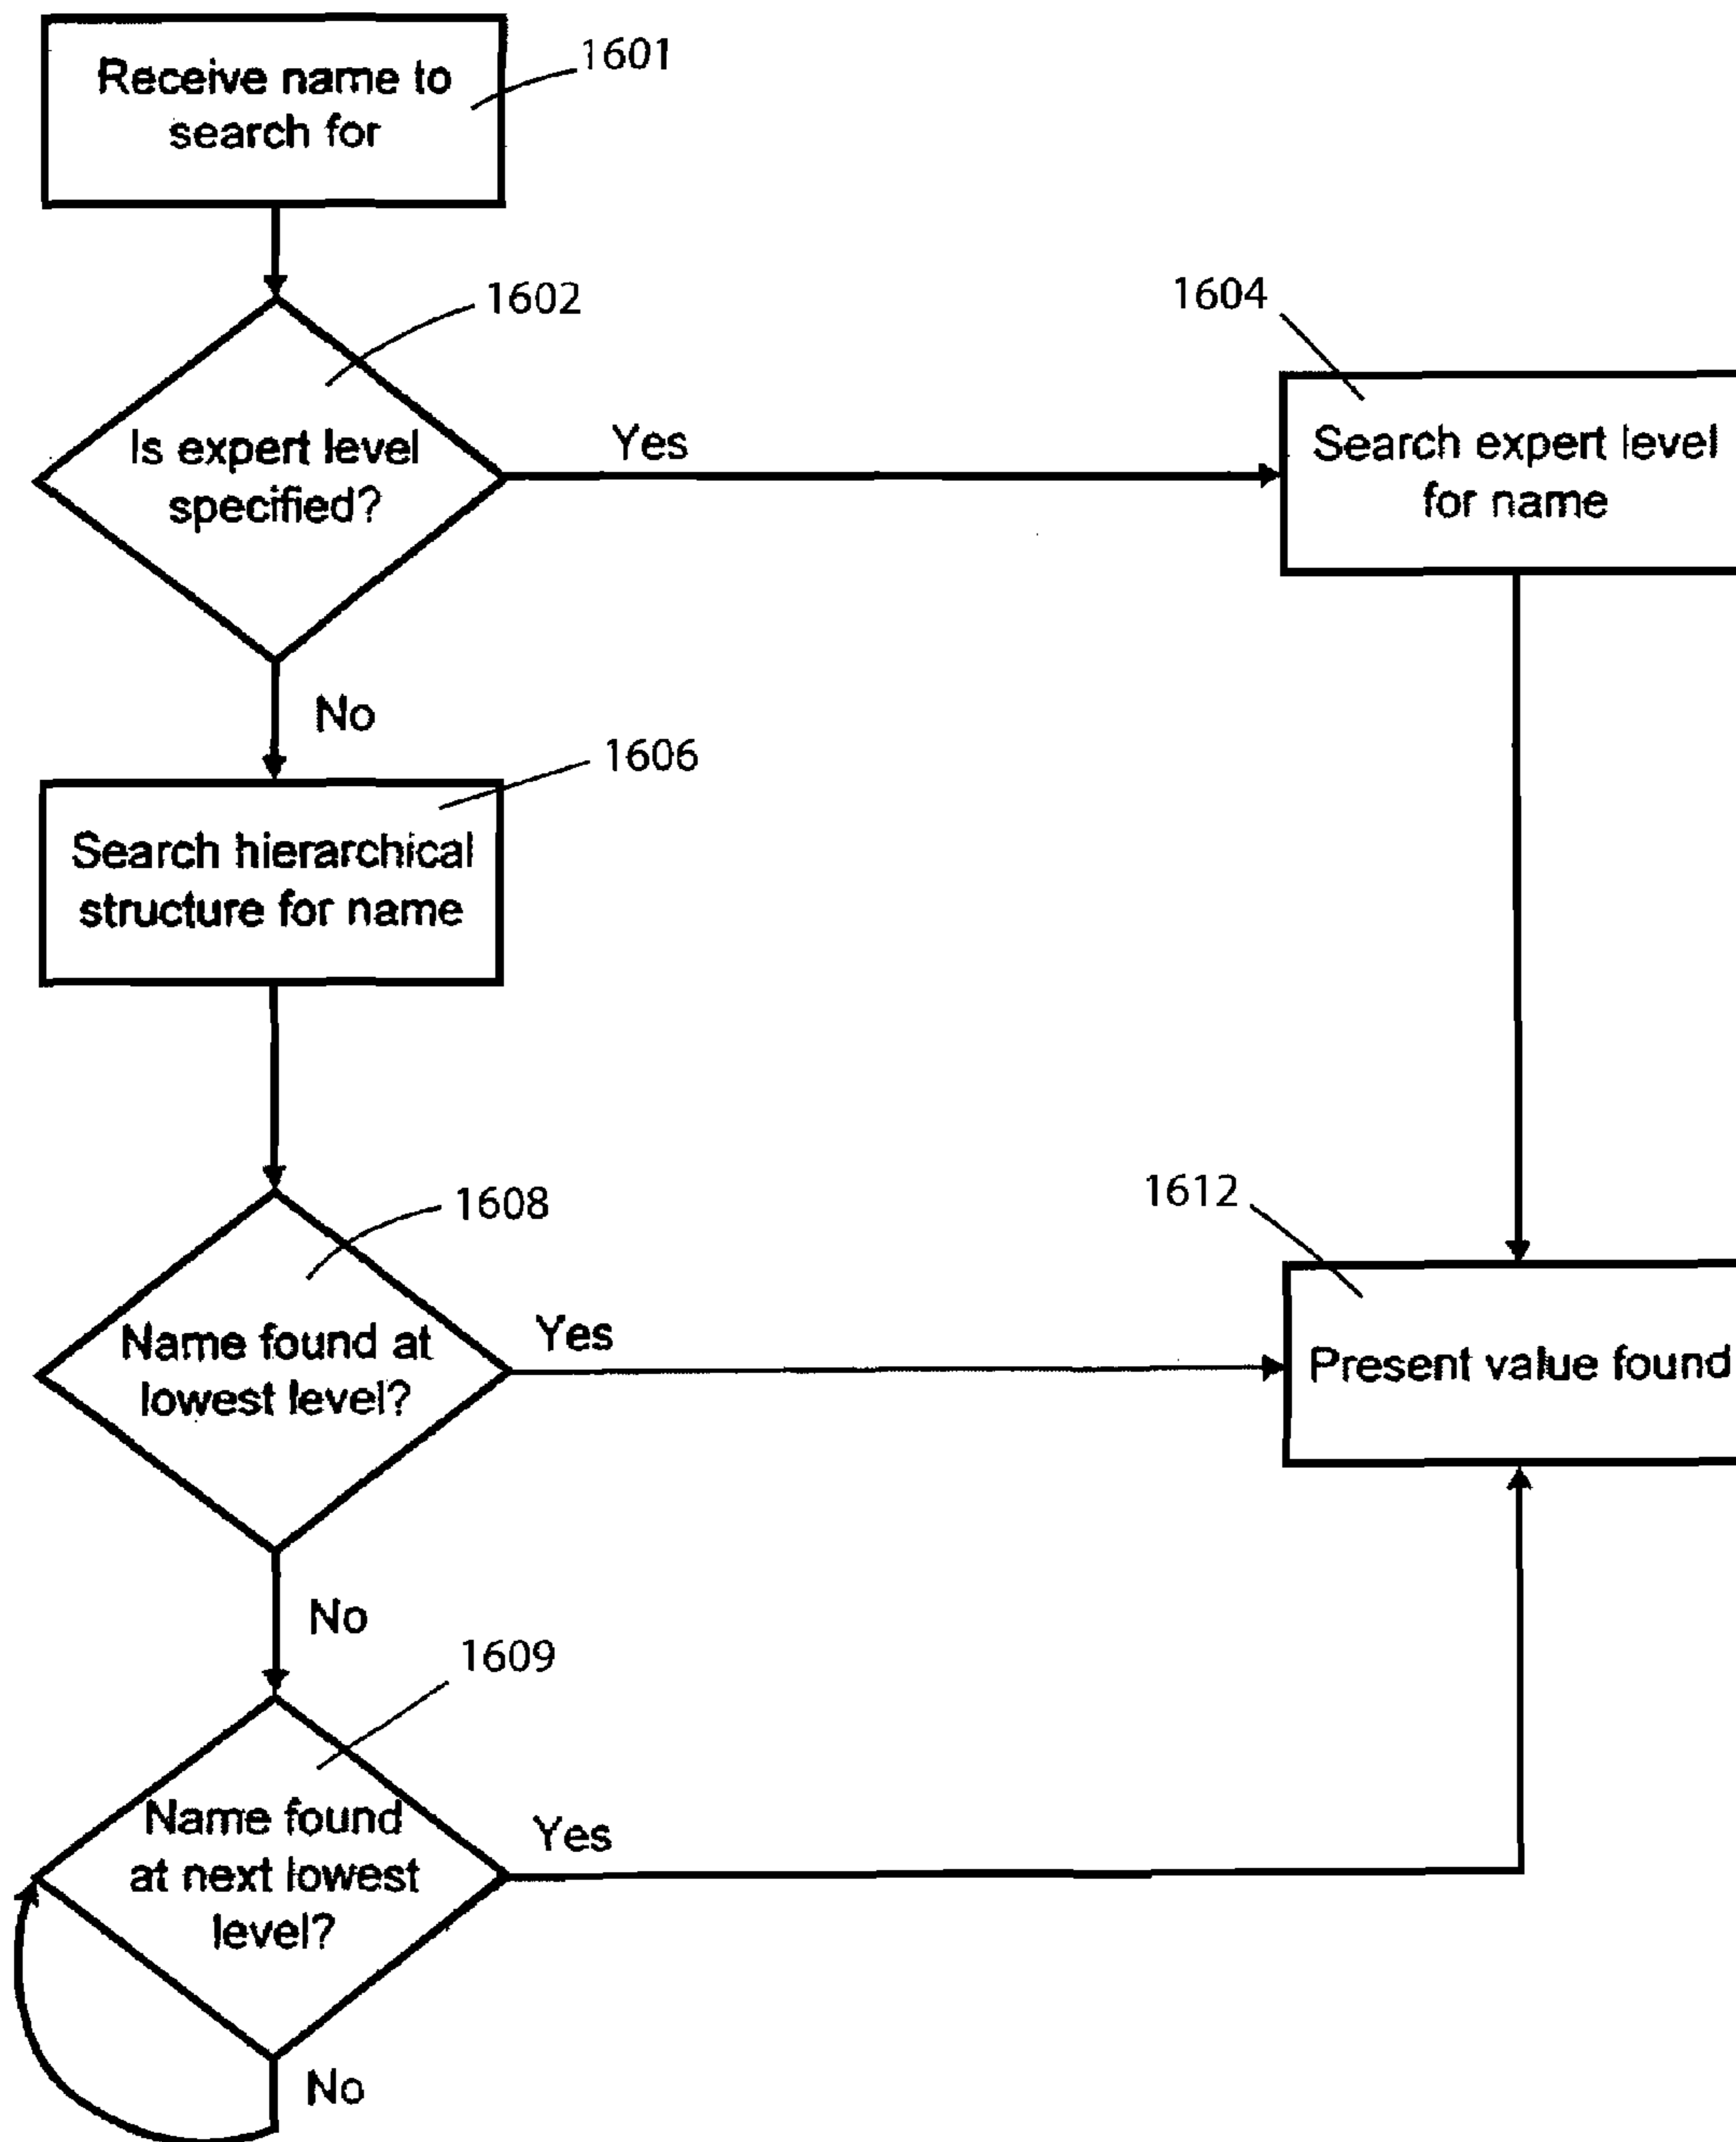 Receive name to
search for
1601
1602
Is expert level
specified?
Yes
1604
Search expert level
for name
No
1606
Search hierarchical
structure for name
1608
Name found at
lowest level?
Yes
1612
Present value found
No
1609
Name found
at next lowest
level?
Yes
No